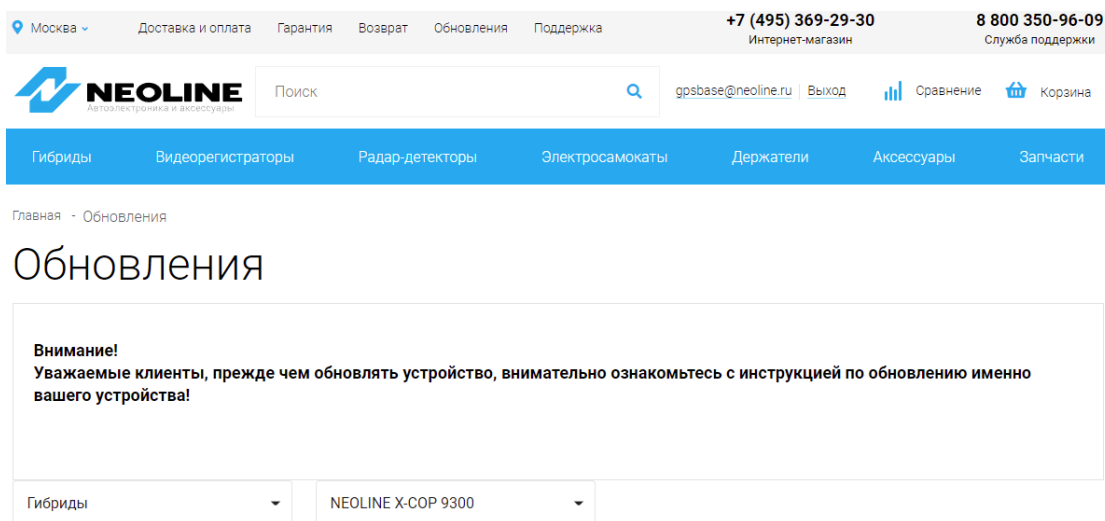 Москва Доставка и оплата Гарантия Возврат Обновления Поддержка +7 (495) 369-29-30 8 800 350-96-09
Интернет-магазин Служба поддержки
NEOLINE Поиск gpsbase@neoline.ru Выход Сравнение Корзина
Автоэлектроника и аксессуары
Гибриды Видеорегистраторы Радар-детекторы Электросамокаты Держатели Аксессуары Запчасти
Главная - Обновления
Обновления
Внимание!
Уважаемые клиенты, прежде чем обновлять устройство, внимательно ознакомьтесь с инструкцией по обновлению именно
вашего устройства!
Гибриды NEOLINE X-COP 9300